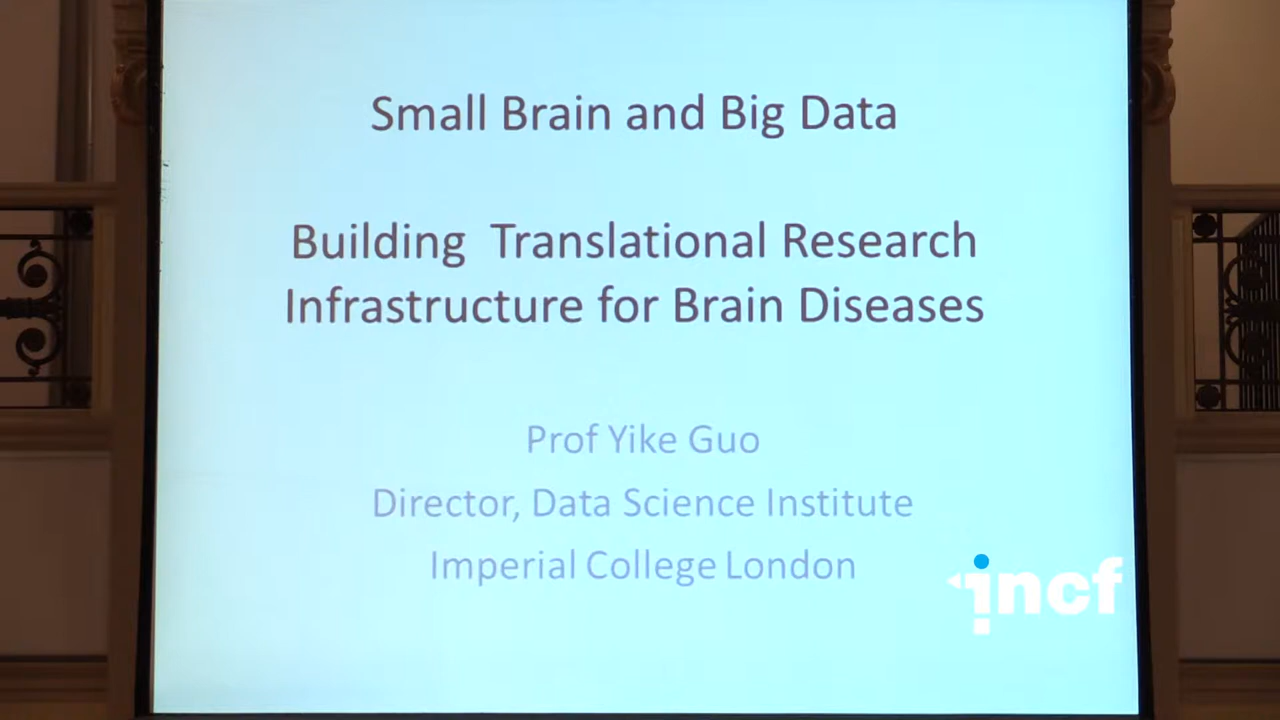 Small Brain and Big Data
Building Translational Research
Infrastructure for Brain Diseases
Prof Yike Guo
Director, Data Science Institute
Imperial College London
incf